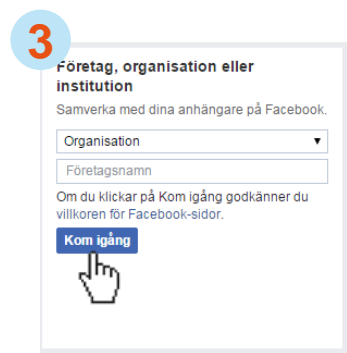 3
Företag, organisation eller
institution
Samverka med dina anhängare på Facebook.
Organisation
Företagsnamn
Om du klickar på Kom igång godkänner du
villkoren för Facebook-sidor.
Kom igång